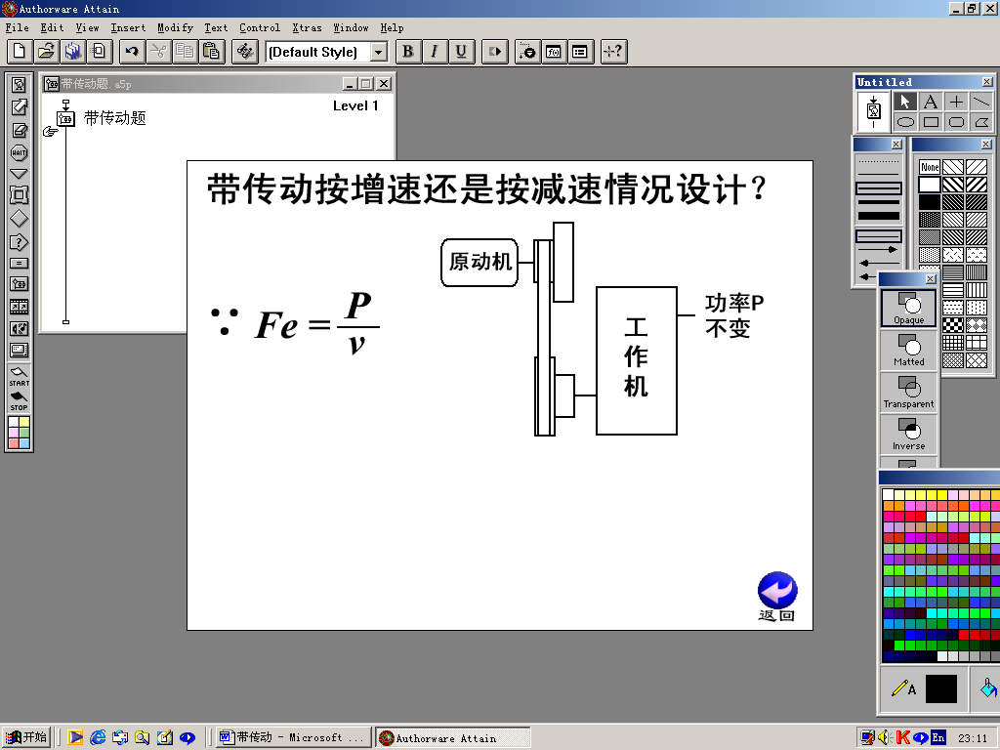 Authorware Attain
File Edit View Insert Modify Text Control Xtras Window Help
(Default Style)
B I U
带传动题.a5p
Level 1
带传动题
WAIT
START
STOP
带传动按增速还是按减速情况设计？
原动机
∵ Fe = P/v
工作机
功率P
不变
返回
Untitled
A
None
Opaque
Matted
Transparent
Inverse
A
开始
带传动 - Microsoft ...
Authorware Attain
En
23:11